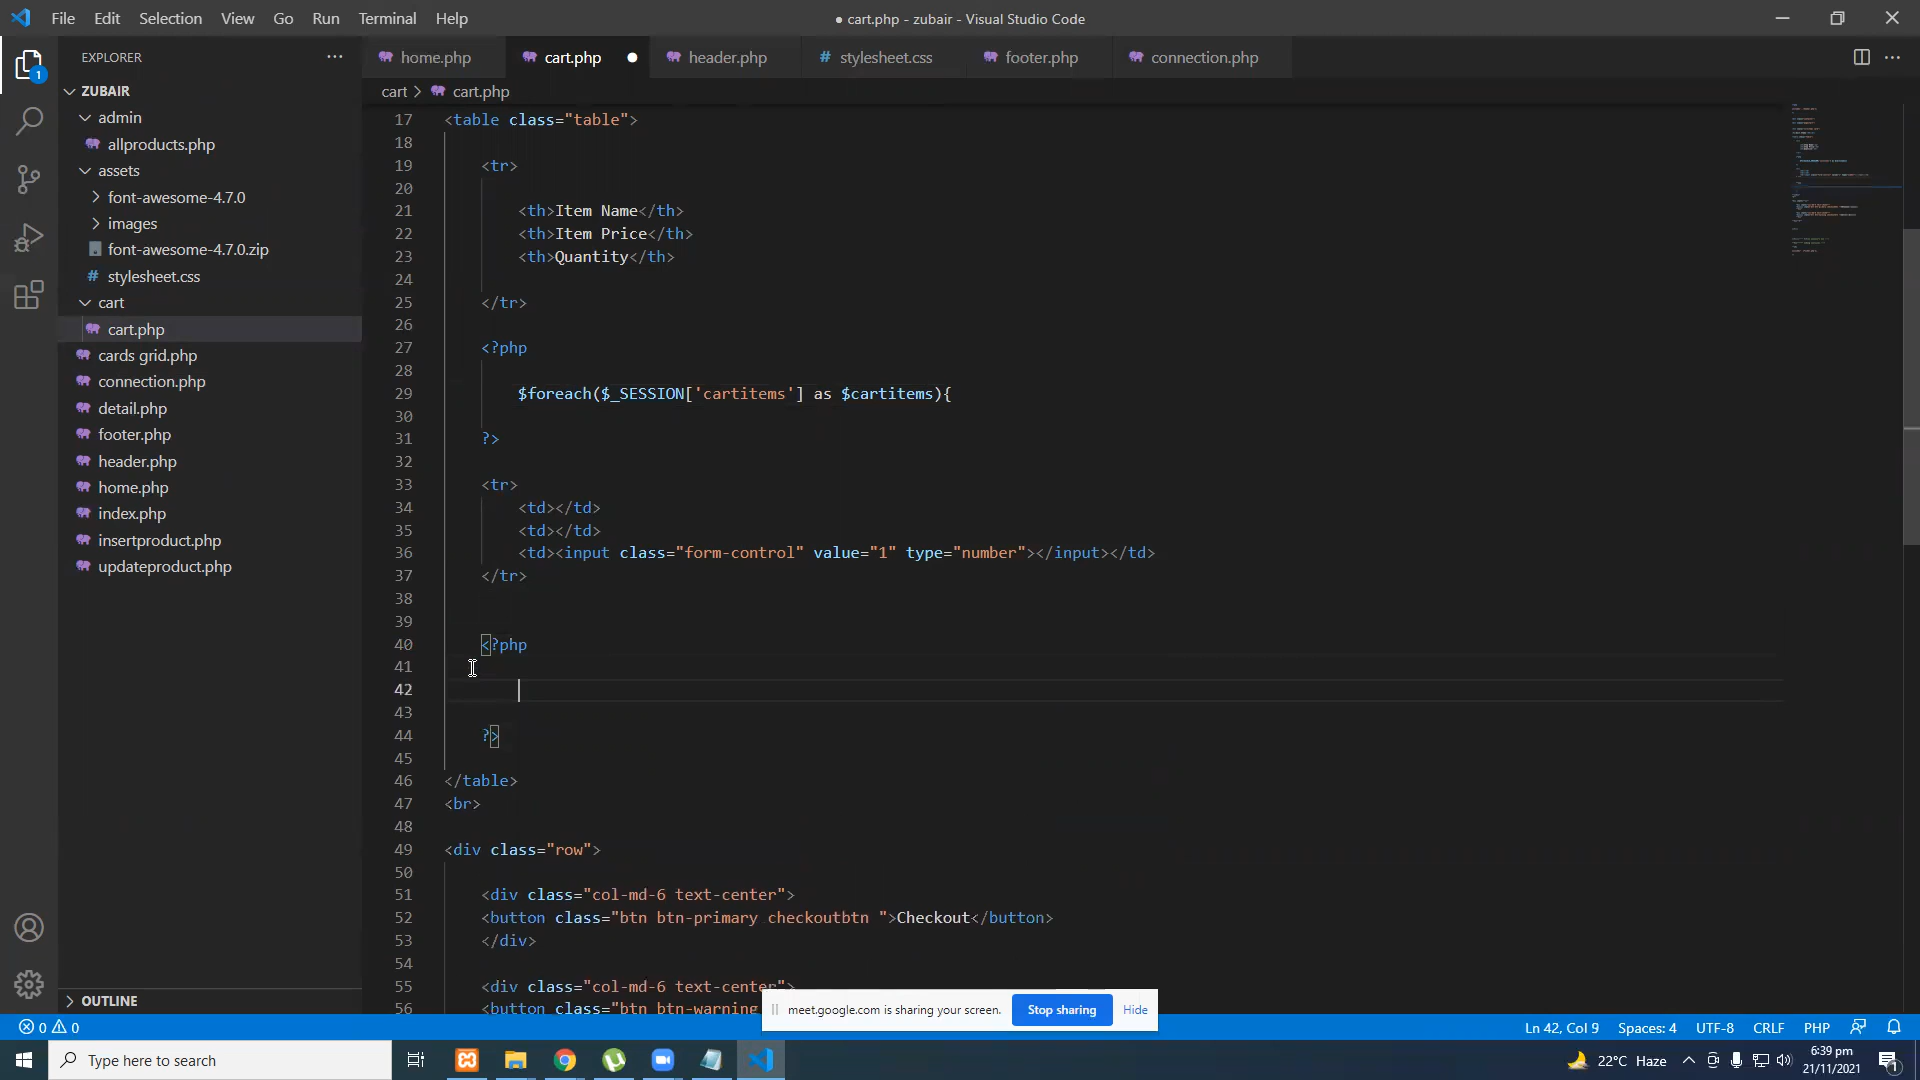 File Edit Selection View Go Run Terminal Help
● cart.php - zubair - Visual Studio Code
EXPLORER
home.php
cart.php
header.php
# stylesheet.css
footer.php
connection.php
cart > cart.php
ZUBAIR
admin
allproducts.php
assets
font-awesome-4.7.0
images
font-awesome-4.7.0.zip
# stylesheet.css
cart
cart.php
cards grid.php
connection.php
detail.php
footer.php
header.php
home.php
index.php
insertproduct.php
updateproduct.php
OUTLINE
17 <table class="table">
18
19 <tr>
20
21 <th>Item Name</th>
22 <th>Item Price</th>
23 <th>Quantity</th>
24
25 </tr>
26
27 <?php
28
29 $foreach($_SESSION['cartitems'] as $cartitems){
30
31 ?>
32
33 <tr>
34 <td></td>
35 <td></td>
36 <td><input class="form-control" value="1" type="number"></input></td>
37 </tr>
38
39
40 <?php
41
42
43
44 ?>
45
46 </table>
47 <br>
48
49 <div class="row">
50
51 <div class="col-md-6 text-center">
52 <button class="btn btn-primary checkoutbtn ">Checkout</button>
53 </div>
54
55 <div class="col-md-6 text-center">
56 <button class="btn btn-warning
meet.google.com is sharing your screen. Stop sharing Hide
0 0
Ln 42, Col 9 Spaces: 4 UTF-8 CRLF PHP
Type here to search
22°C Haze
6:39 pm
21/11/2021
1
1